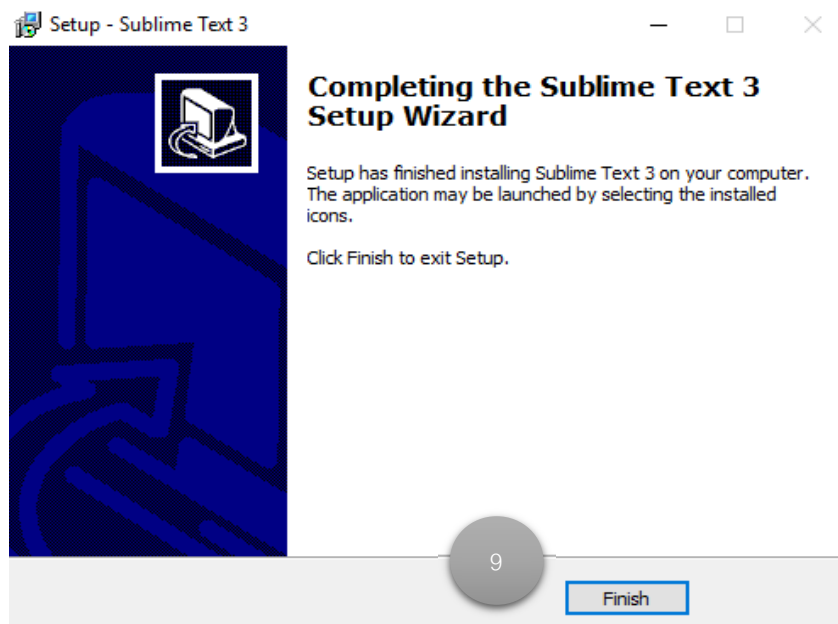 Setup - Sublime Text 3
Completing the Sublime Text 3
Setup Wizard
Setup has finished installing Sublime Text 3 on your computer.
The application may be launched by selecting the installed
icons.
Click Finish to exit Setup.
9
Finish